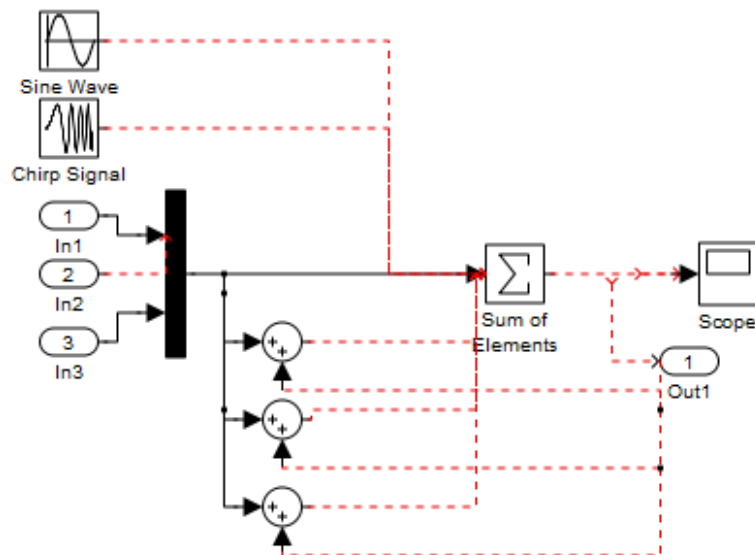 Sine Wave
Chirp Signal
1
In1
2
In2
3
In3
Σ
Sum of
Elements
Scope
1
Out1
+
+
+
+
+
+